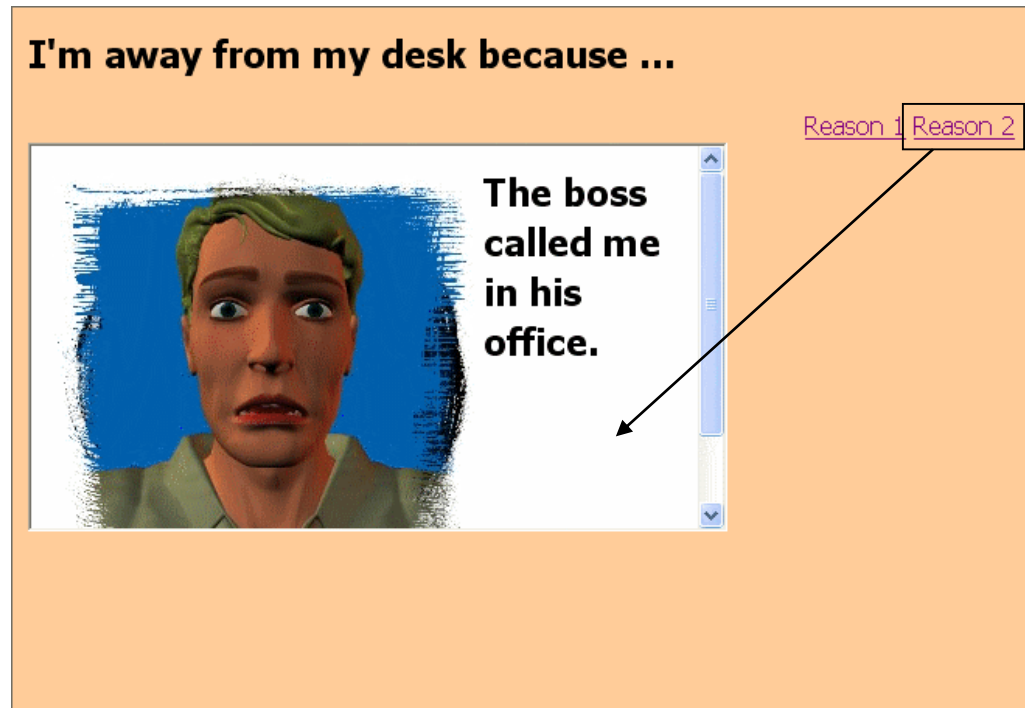 I'm away from my desk because ...
Reason 1 Reason 2
The boss
called me
in his
office.